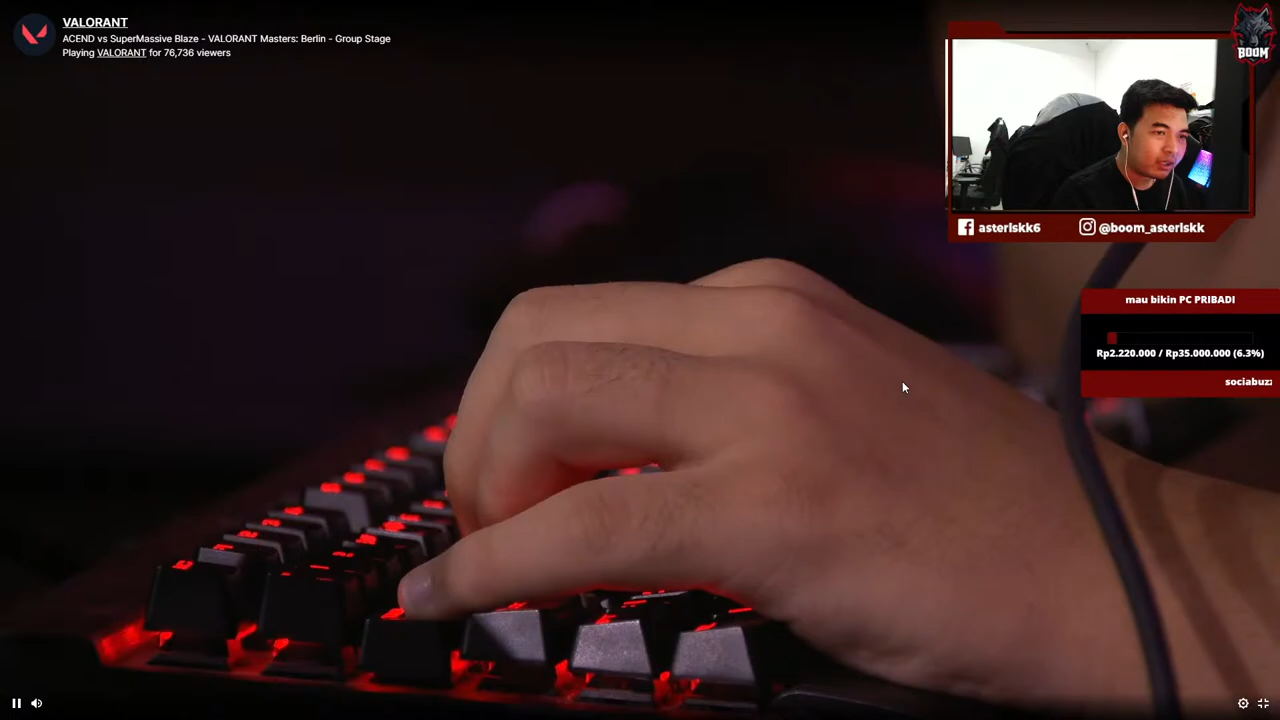 VALORANT
ACEND vs SuperMassive Blaze - VALORANT Masters: Berlin - Group Stage
Playing VALORANT for 76,736 viewers
BOOM
asteriskk6
@boom_asteriskk
mau bikin PC PRIBADI
Rp2.220.000 / Rp35.000.000 (6.3%)
sociabuzz